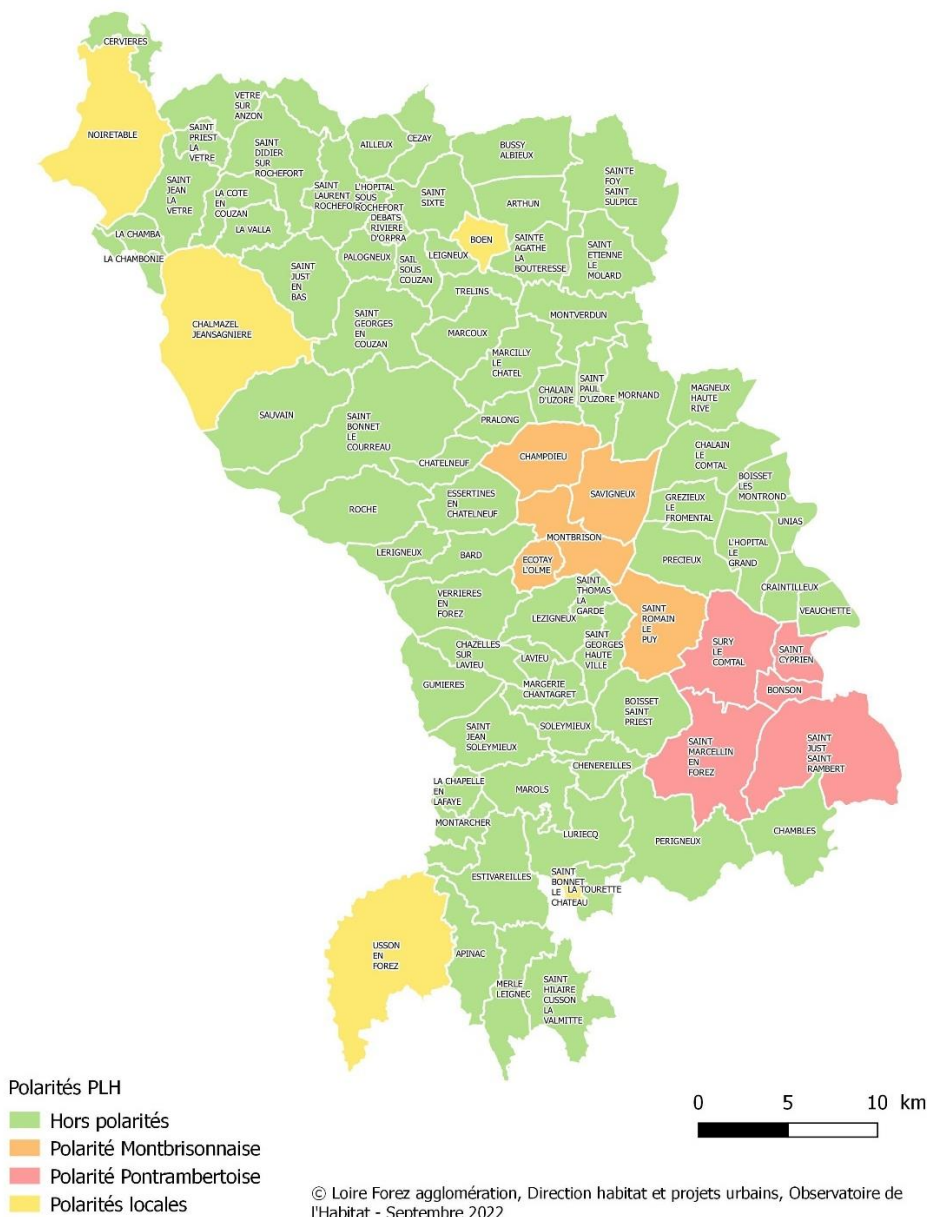 CERVIERES
NOIRETABLE
VETRE
SUR
ANZON
SAINT
PRIEST
LA
VETRE
SAINT
DIDIER
SUR
ROCHEFORT
AILLEUX
CEZAY
BUSSY
ALBIEUX
SAINTE
FOY
SAINT
SULPICE
SAINT
JEAN
LA
VETRE
LA COTE
EN
COUZAN
LA VALLA
SAINT
LAURENT
ROCHEFORT
L'HOPITAL
SOUS
ROCHEFORT
DEBATS
RIVIERE
D'ORPRA
SAINT
SIXTE
ARTHUN
LA CHAMBA
LA CHAMBONIE
BOEN
SAINTE
AGATHE
LA
BOUTERESSE
SAINT
ETIENNE
LE
MOLARD
PALOGNEUX
SAIL
SOUS
COUZAN
LEIGNEUX
SAINT
JUST
EN
BAS
TRELINS
CHALMAZEL
JEANSAGNIERE
SAINT
GEORGES
EN
COUZAN
MARCOUX
MONTVERDUN
MARCILLY
LE
CHATEL
CHALAIN
D'UZORE
SAINT
PAUL
D'UZORE
MORNAND
MAGNEUX
HAUTE
RIVE
SAUVAIN
SAINT
BONNET
LE
COURREAU
PRALONG
CHATELNEUF
CHAMPDIEU
CHALAIN
LE
COMTAL
BOISSET
LES
MONTROND
SAVIGNEUX
ROCHE
ESSERTINES
EN
CHATELNEUF
GREZIEUX
LE
FROMENTAL
UNIAS
MONTBRISON
L'HOPITAL
LE
GRAND
LERIGNEUX
BARD
ECOTAY
L'OLME
PRECIEUX
CRAINTILLEUX
VEAUCHETTE
VERRIERES
EN
FOREZ
SAINT
THOMAS
LA
GARDE
LEZIGNEUX
SAINT
ROMAIN
LE
PUY
SURY
LE
COMTAL
SAINT
CYPRIEN
CHAZELLES
SUR
LAVIEU
LAVIEU
SAINT
GEORGES
HAUTE
VILLE
GUMIERES
MARGERIE
CHANTAGRET
BONSON
BOISSET
SAINT
PRIEST
SAINT
JEAN
SOLEYMIEUX
SOLEYMIEUX
SAINT
MARCELLIN
EN
FOREZ
SAINT
JUST
SAINT
RAMBERT
CHENEREILLES
LA CHAPELLE
EN
LAFAYE
MAROLS
MONTARCHER
LURIECQ
PERIGNEUX
CHAMBLES
ESTIVAREILLES
SAINT
BONNET
LE
CHATEAU
LA TOURETTE
USSON
EN
FOREZ
APINAC
MERLE
LEIGNEC
SAINT
HILAIRE
CUSSON
LA
VALMITTE
Polarités PLH
Hors polarités
Polarité Montbrisonnaise
Polarité Pontrambertoise
Polarités locales
0 5 10 km
© Loire Forez agglomération, Direction habitat et projets urbains, Observatoire de
l'Habitat - Septembre 2022